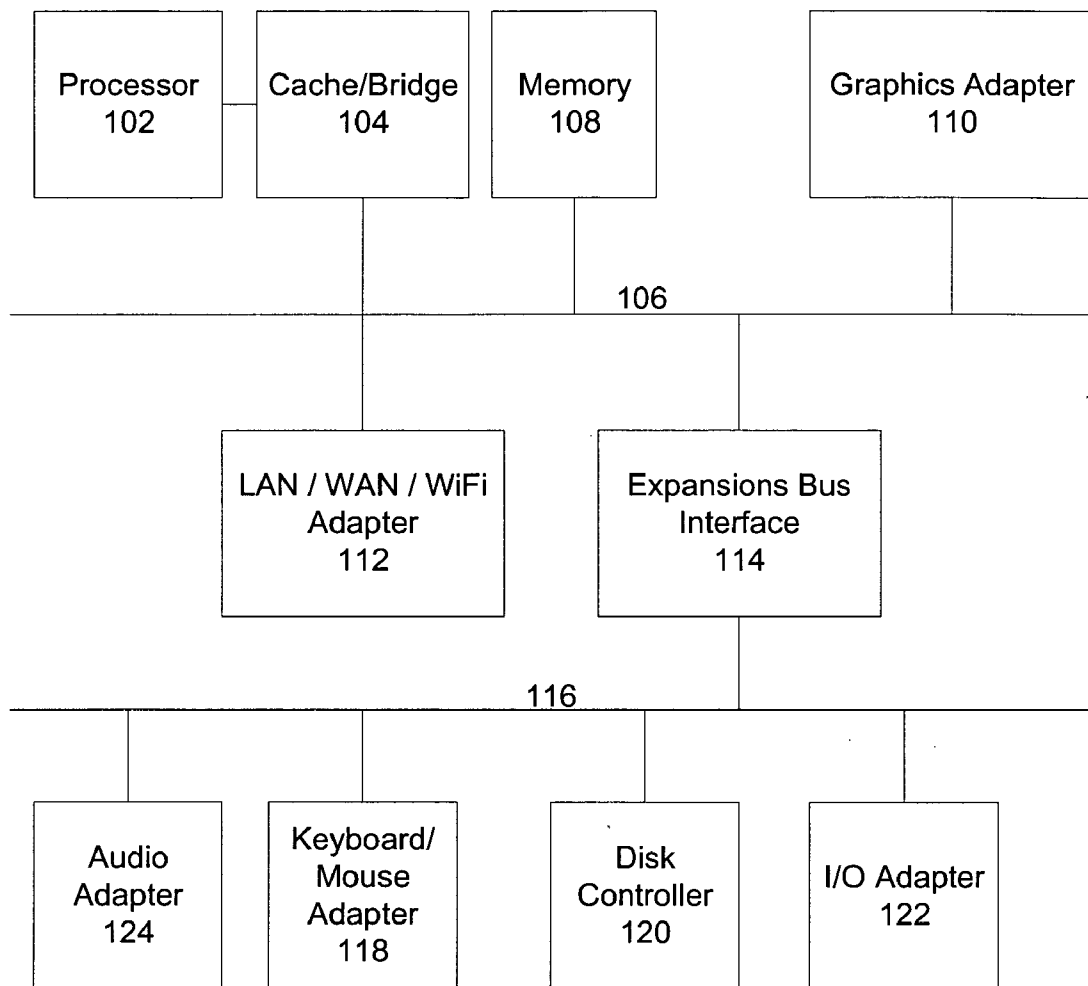 Processor
102
Cache/Bridge
104
Memory
108
Graphics Adapter
110
106
LAN / WAN / WiFi
Adapter
112
Expansions Bus
Interface
114
116
Audio
Adapter
124
Keyboard/
Mouse
Adapter
118
Disk
Controller
120
I/O Adapter
122